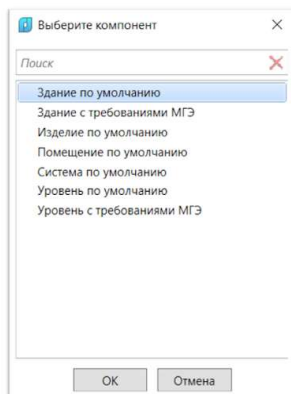 Выберите компонент
Поиск
Здание по умолчанию
Здание с требованиями МГЭ
Изделие по умолчанию
Помещение по умолчанию
Система по умолчанию
Уровень по умолчанию
Уровень с требованиями МГЭ
ОК
Отмена